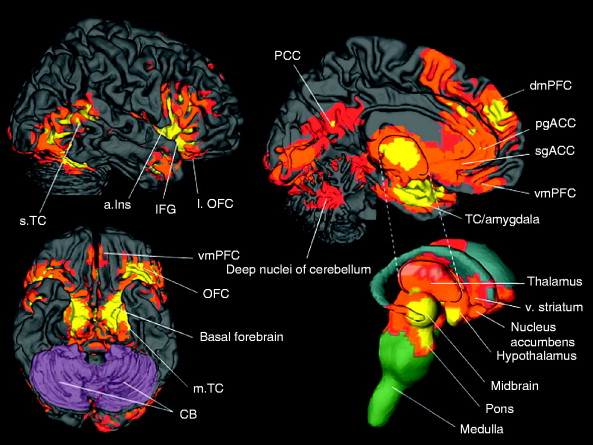 s.TC
a.Ins
IFG
l. OFC
PCC
dmPFC
pgACC
sgACC
vmPFC
TC/amygdala
Deep nuclei of cerebellum
vmPFC
OFC
Basal forebrain
m.TC
CB
Thalamus
v. striatum
Nucleus
accumbens
Hypothalamus
Midbrain
Pons
Medulla